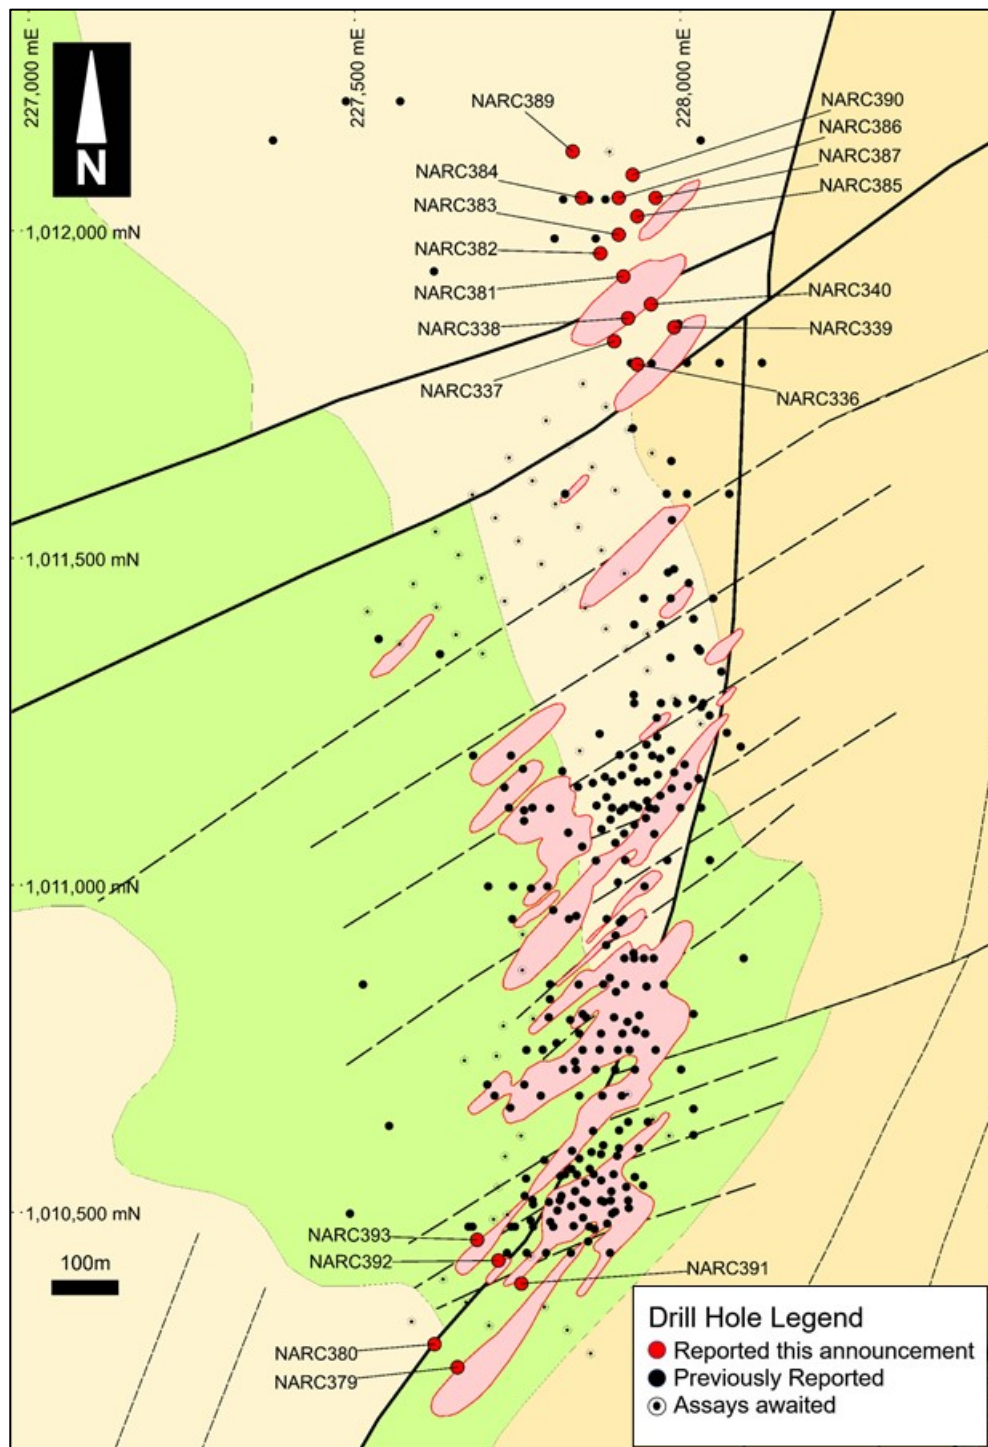 227,000 mE
227,500 mE
228,000 mE
N
NARC389
NARC390
NARC386
NARC384
NARC387
NARC383
NARC385
1,012,000 mN
NARC382
NARC381
NARC340
NARC338
NARC339
NARC337
NARC336
1,011,500 mN
1,011,000 mN
1,010,500 mN
NARC393
NARC392
NARC391
100m
NARC380
NARC379
Drill Hole Legend
Reported this announcement
Previously Reported
Assays awaited